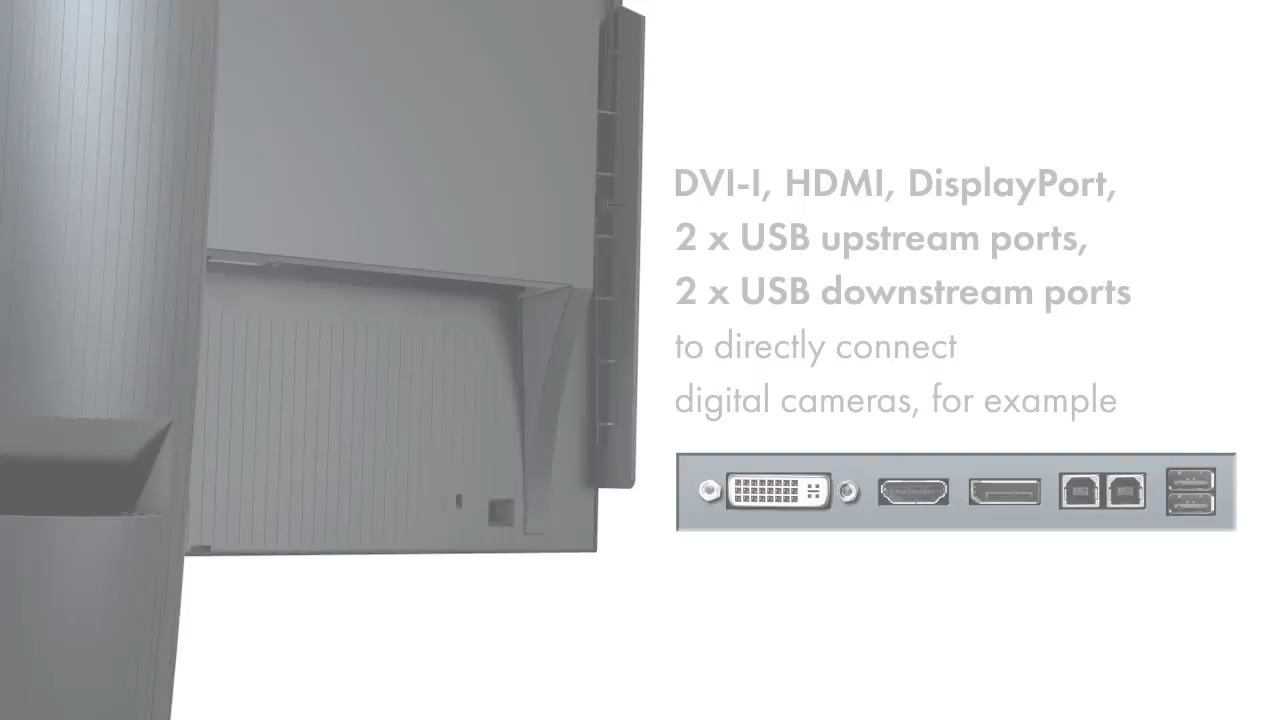 DVI-I, HDMI, DisplayPort,
2 x USB upstream ports,
2 x USB downstream ports
to directly connect
digital cameras, for example